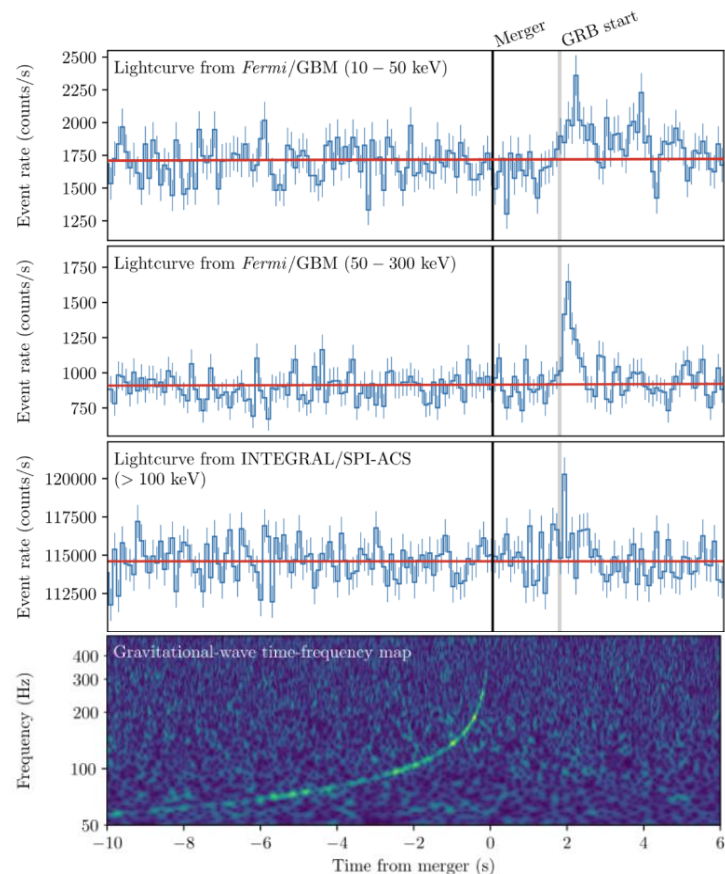 Merger
GRB start
Lightcurve from Fermi/GBM (10 − 50 keV)
Event rate (counts/s)
2500
2250
2000
1750
1500
1250
Lightcurve from Fermi/GBM (50 − 300 keV)
Event rate (counts/s)
1750
1500
1250
1000
750
Lightcurve from INTEGRAL/SPI-ACS
(> 100 keV)
Event rate (counts/s)
120000
117500
115000
112500
Gravitational-wave time-frequency map
Frequency (Hz)
400
300
200
100
50
−10 −8 −6 −4 −2 0 2 4 6
Time from merger (s)